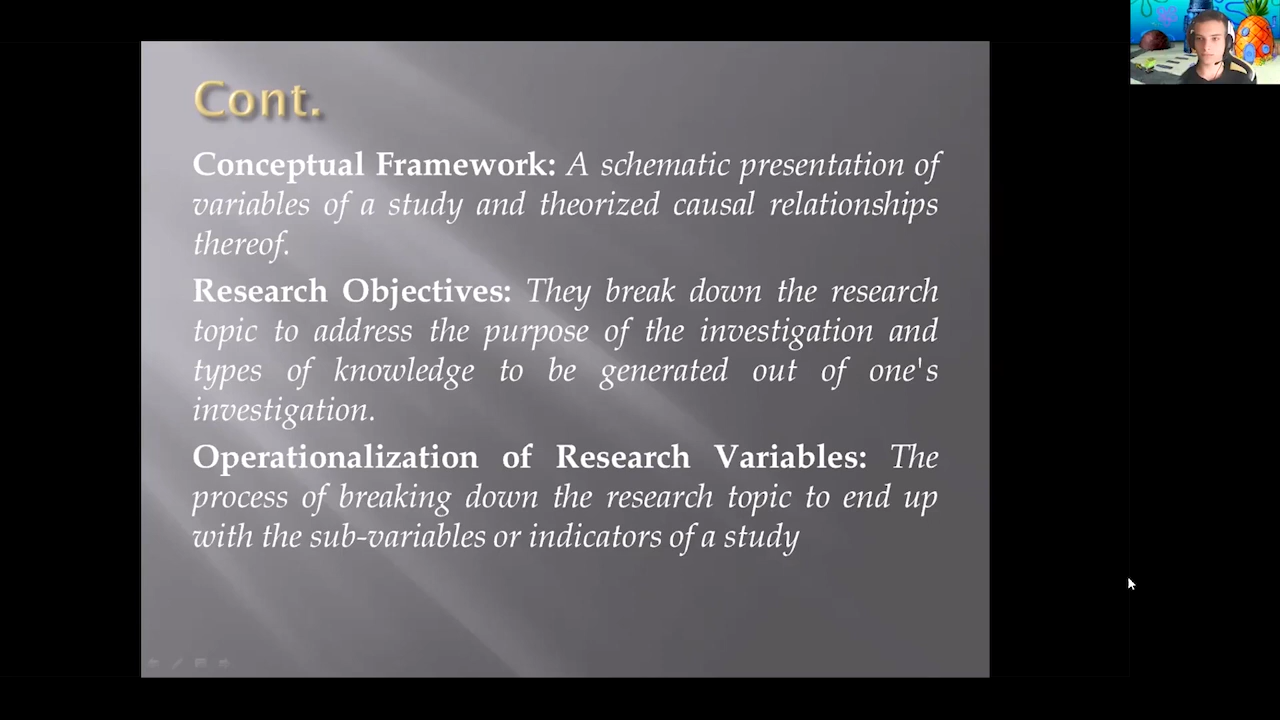 Cont.
Conceptual Framework: A schematic presentation of
variables of a study and theorized causal relationships
thereof.
Research Objectives: They break down the research
topic to address the purpose of the investigation and
types of knowledge to be generated out of one's
investigation.
Operationalization of Research Variables: The
process of breaking down the research topic to end up
with the sub-variables or indicators of a study